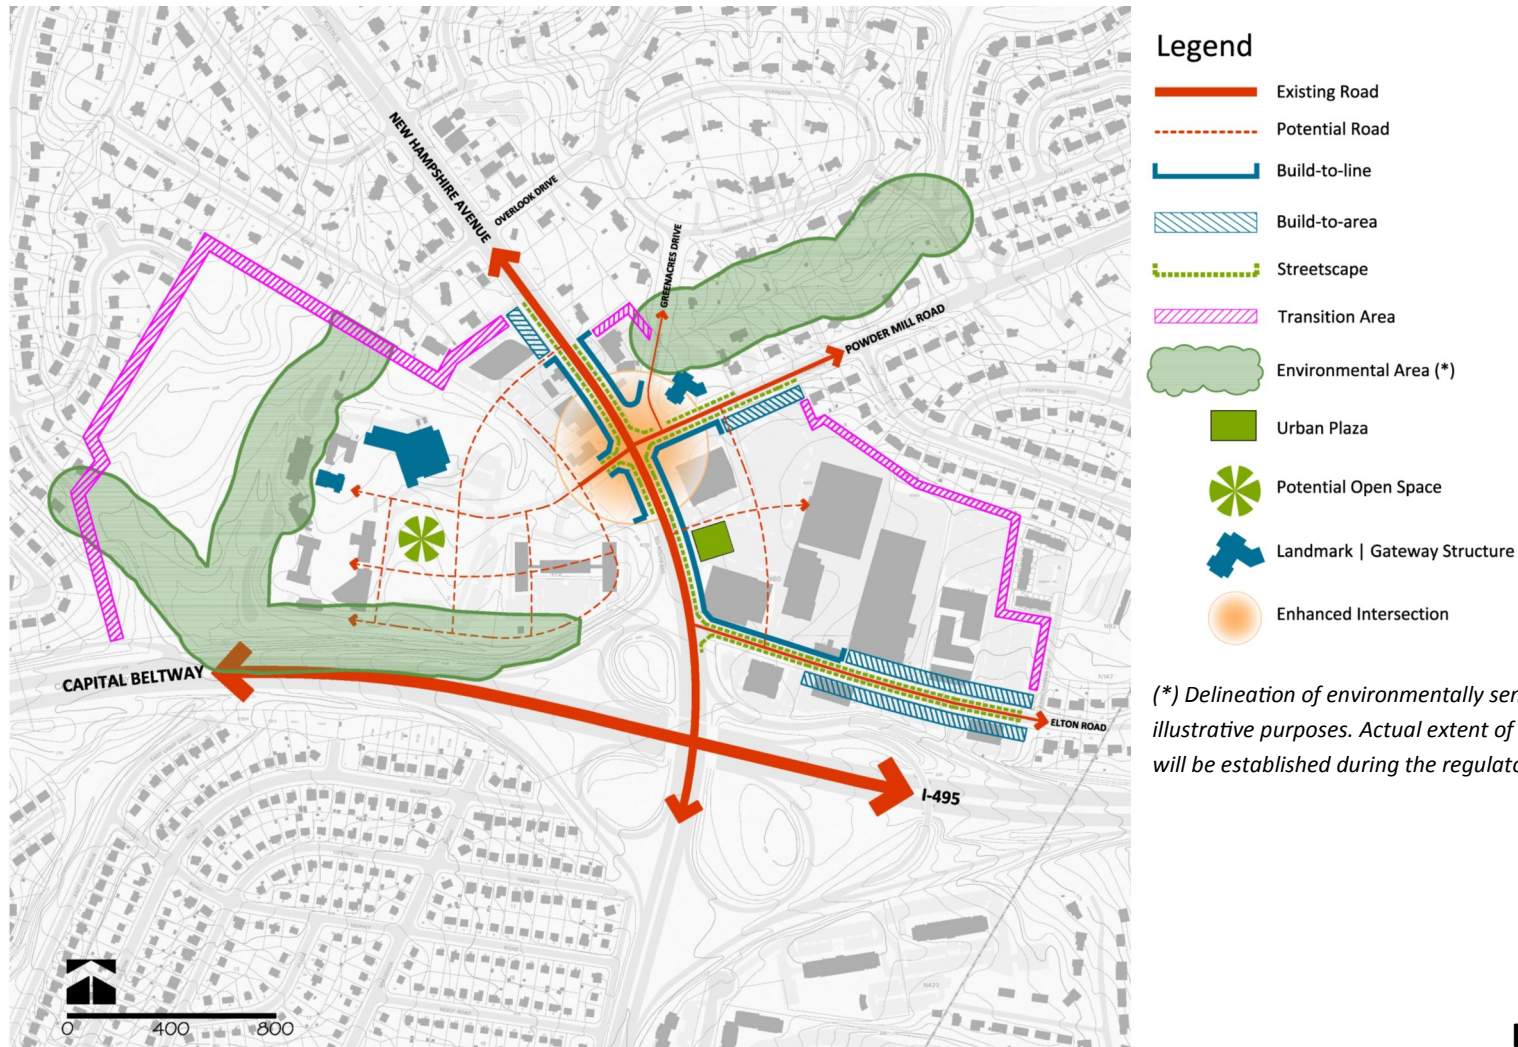 Legend
Existing Road
Potential Road
Build-to-line
Build-to-area
Streetscape
Transition Area
Environmental Area (*)
Urban Plaza
Potential Open Space
Landmark | Gateway Structure
Enhanced Intersection
(*) Delineation of environmentally
illustrative purposes. Actual extent of
will be established during the
NEW HAMPSHIRE AVENUE
OVERLOOK DRIVE
GREENACRES DRIVE
POWDER MILL ROAD
CAPITAL BELTWAY
ELTON ROAD
I-495
N422
0 400 800